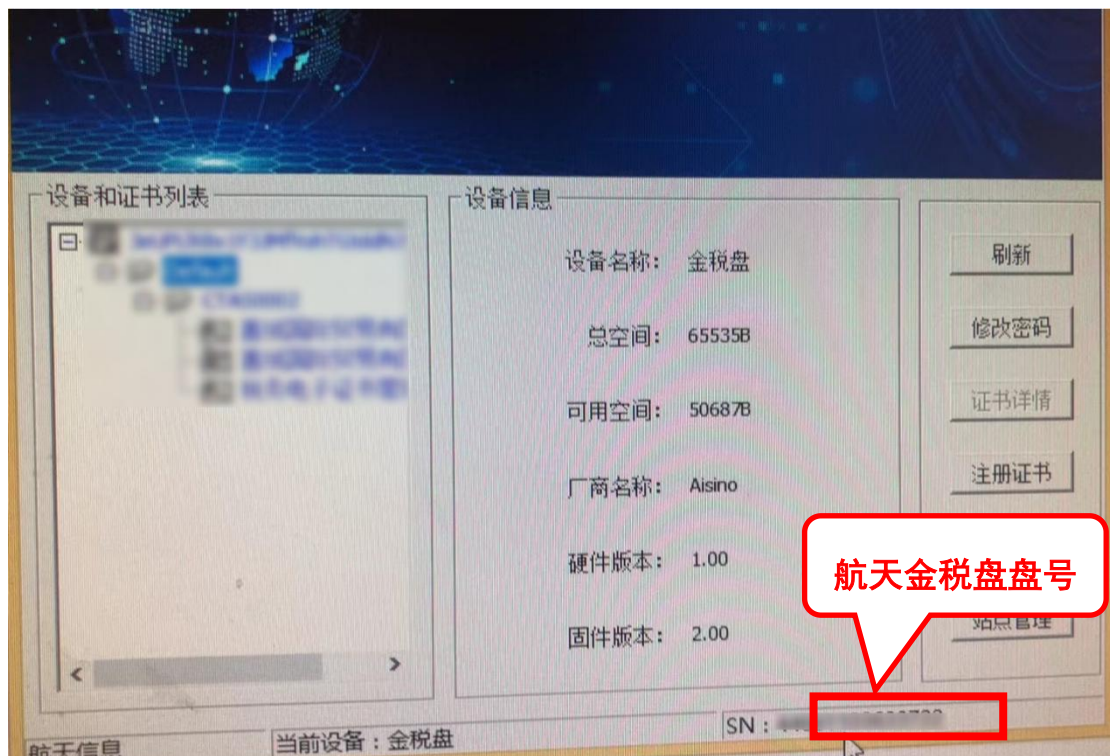 设备和证书列表
设备信息
设备名称： 金税盘
刷新
总空间： 65535B
修改密码
可用空间： 50687B
证书详情
厂商名称： Aisino
注册证书
硬件版本： 1.00
航天金税盘盘号
固件版本： 2.00
站点管理
航天信息
当前设备：金税盘
SN：